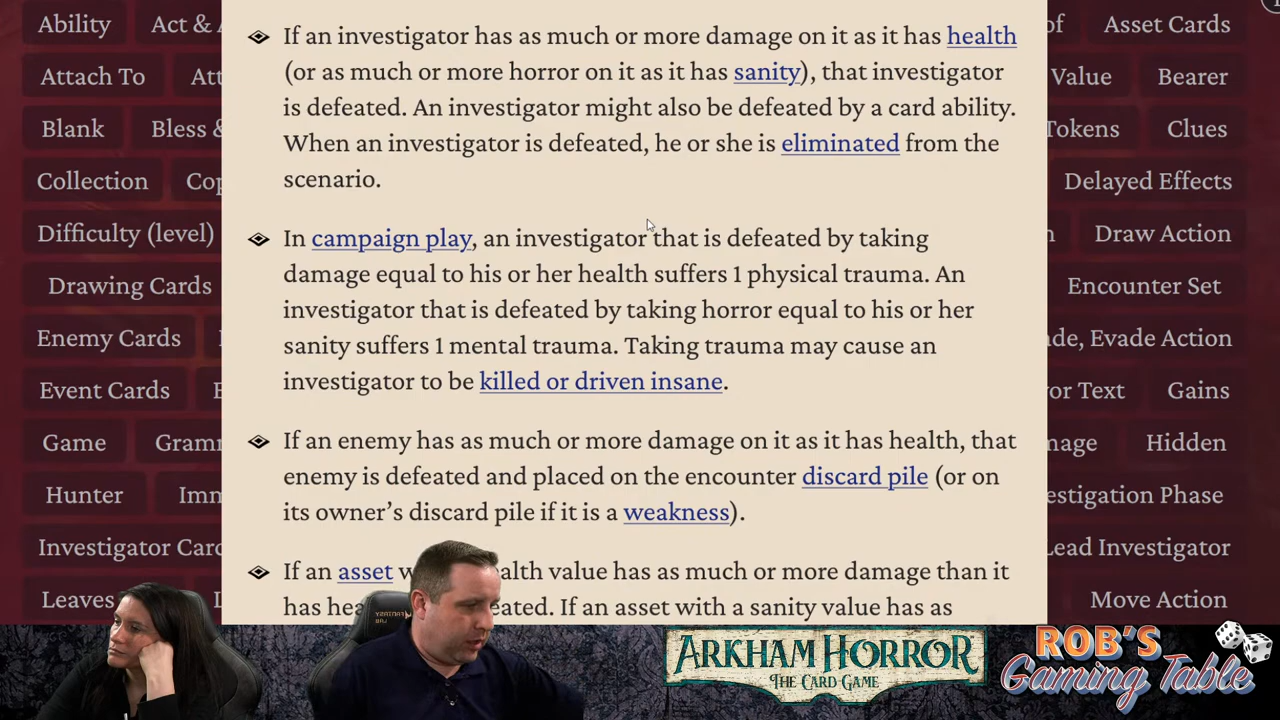 Ability
Act &
of
Asset Cards
Attach To
Value
Bearer
Blank
Bless &
Tokens
Clues
Collection
Delayed Effects
Difficulty (level)
Draw Action
Drawing Cards
Encounter Set
Enemy Cards
Evade Action
Event Cards
Text
Gains
Game
Hidden
Hunter
Investigation Phase
Investigator
Lead Investigator
Leaves
Move Action
If an investigator has as much or more damage on it as it has health
(or as much or more horror on it as it has sanity), that investigator
is defeated. An investigator might also be defeated by a card ability.
When an investigator is defeated, he or she is eliminated from the
scenario.
In campaign play, an investigator that is defeated by taking
damage equal to his or her health suffers 1 physical trauma. An
investigator that is defeated by taking horror equal to his or her
sanity suffers 1 mental trauma. Taking trauma may cause an
investigator to be killed or driven insane.
If an enemy has as much or more damage on it as it has health, that
enemy is defeated and placed on the encounter discard pile (or on
its owner's discard pile if it is a weakness).
If an asset value has as much or more damage than it
has If an asset with a sanity value has as
ARKHAM HORROR
THE CARD GAME
ROB'S
Gaming Table